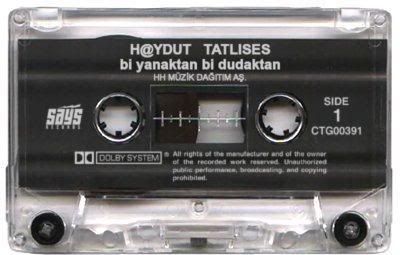 H@YDUT TATLISES
bi yanaktan bi dudaktan
HH MÜZİK DAĞITIM AŞ.
says
RECORDS
SIDE
1
CTG00391
DOLBY SYSTEM ®
All rights of the manufacturer and of the owner
of the recorded work reserved. Unauthorized
public performance, broadcasting, and copying
prohibited.